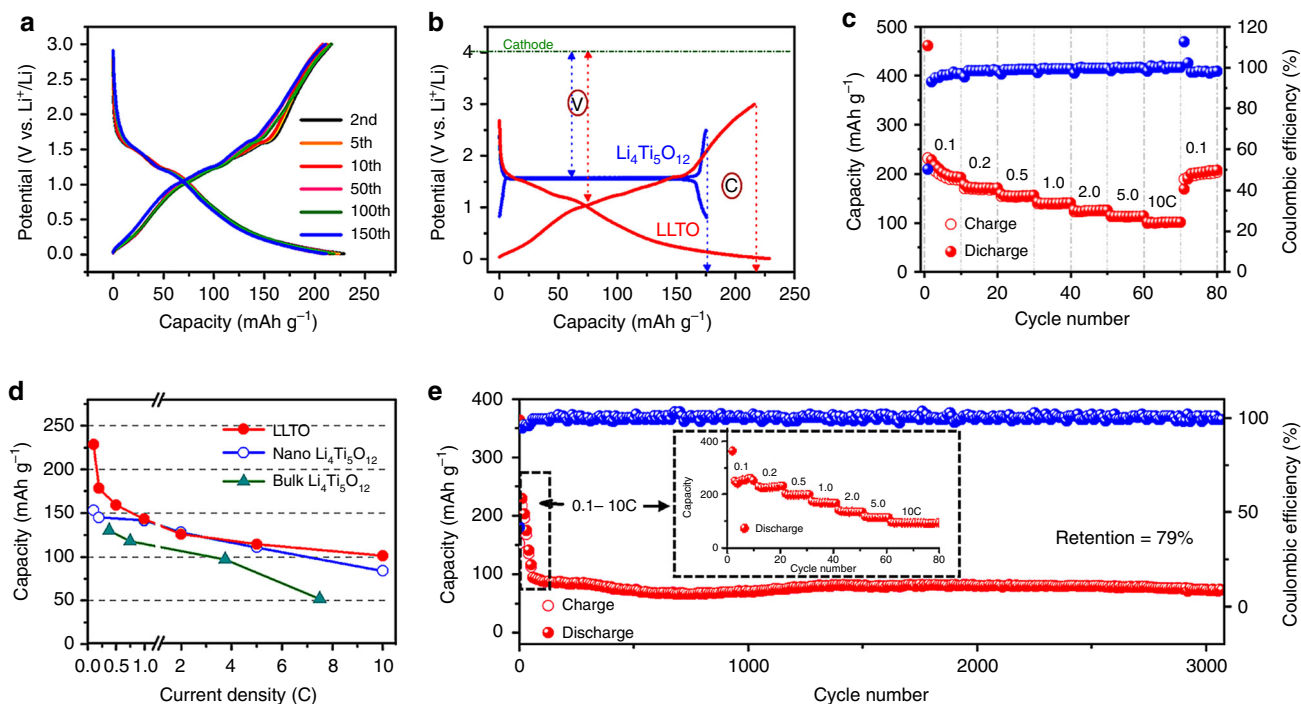 a
3.0
2.5
2.0
1.5
1.0
0.5
0.0
Potential (V vs. Li⁺/Li)
2nd
5th
10th
50th
100th
150th
0 50 100 150 200 250
Capacity (mAh g⁻¹)
b
5
4
3
2
1
0
Potential (V vs. Li⁺/Li)
Cathode
V
Li₄Ti₅O₁₂
C
LLTO
0 50 100 150 200 250
Capacity (mAh g⁻¹)
c
500
400
300
200
100
0
Capacity (mAh g⁻¹)
0.1 0.2 0.5 1.0 2.0 5.0 10C 0.1
Charge
Dicharge
120
100
80
60
40
20
0
Coulombic efficiency (%)
0 20 40 60 80
Cycle number
d
250
200
150
100
50
0
Capacity (mAh g⁻¹)
LLTO
Nano Li₄Ti₅O₁₂
Bulk Li₄Ti₅O₁₂
0.0 0.5 1.0 2 4 6 8 10
Current density (C)
e
400
300
200
100
0
Capacity (mAh g⁻¹)
0.1– 10C
400
200
0
Capacity
0.1 0.2 0.5 1.0 2.0 5.0 10C
Discharge
0 20 40 60 80
Cycle number
Retention = 79%
Charge
Discharge
100
50
0
Coulombic efficiency (%)
0 1000 2000 3000
Cycle number